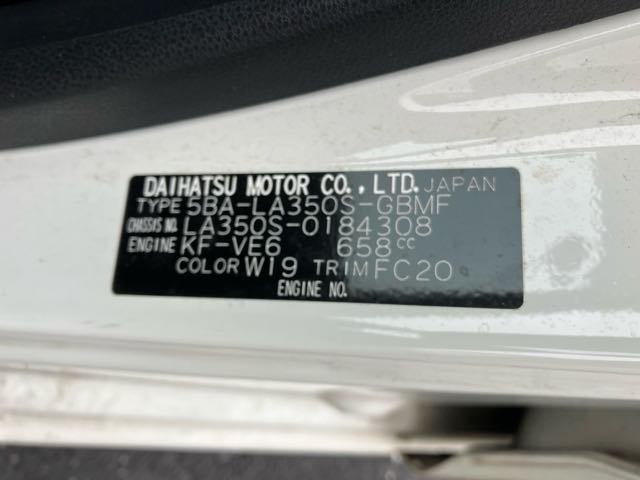 DAIHATSU MOTOR CO., LTD. JAPAN
TYPE 5BA-LA350S-GBMF
CHASSIS NO. LA350S-0184308
ENGINE KF-VE6 658cc
COLOR W19 TRIM FC20
ENGINE NO.